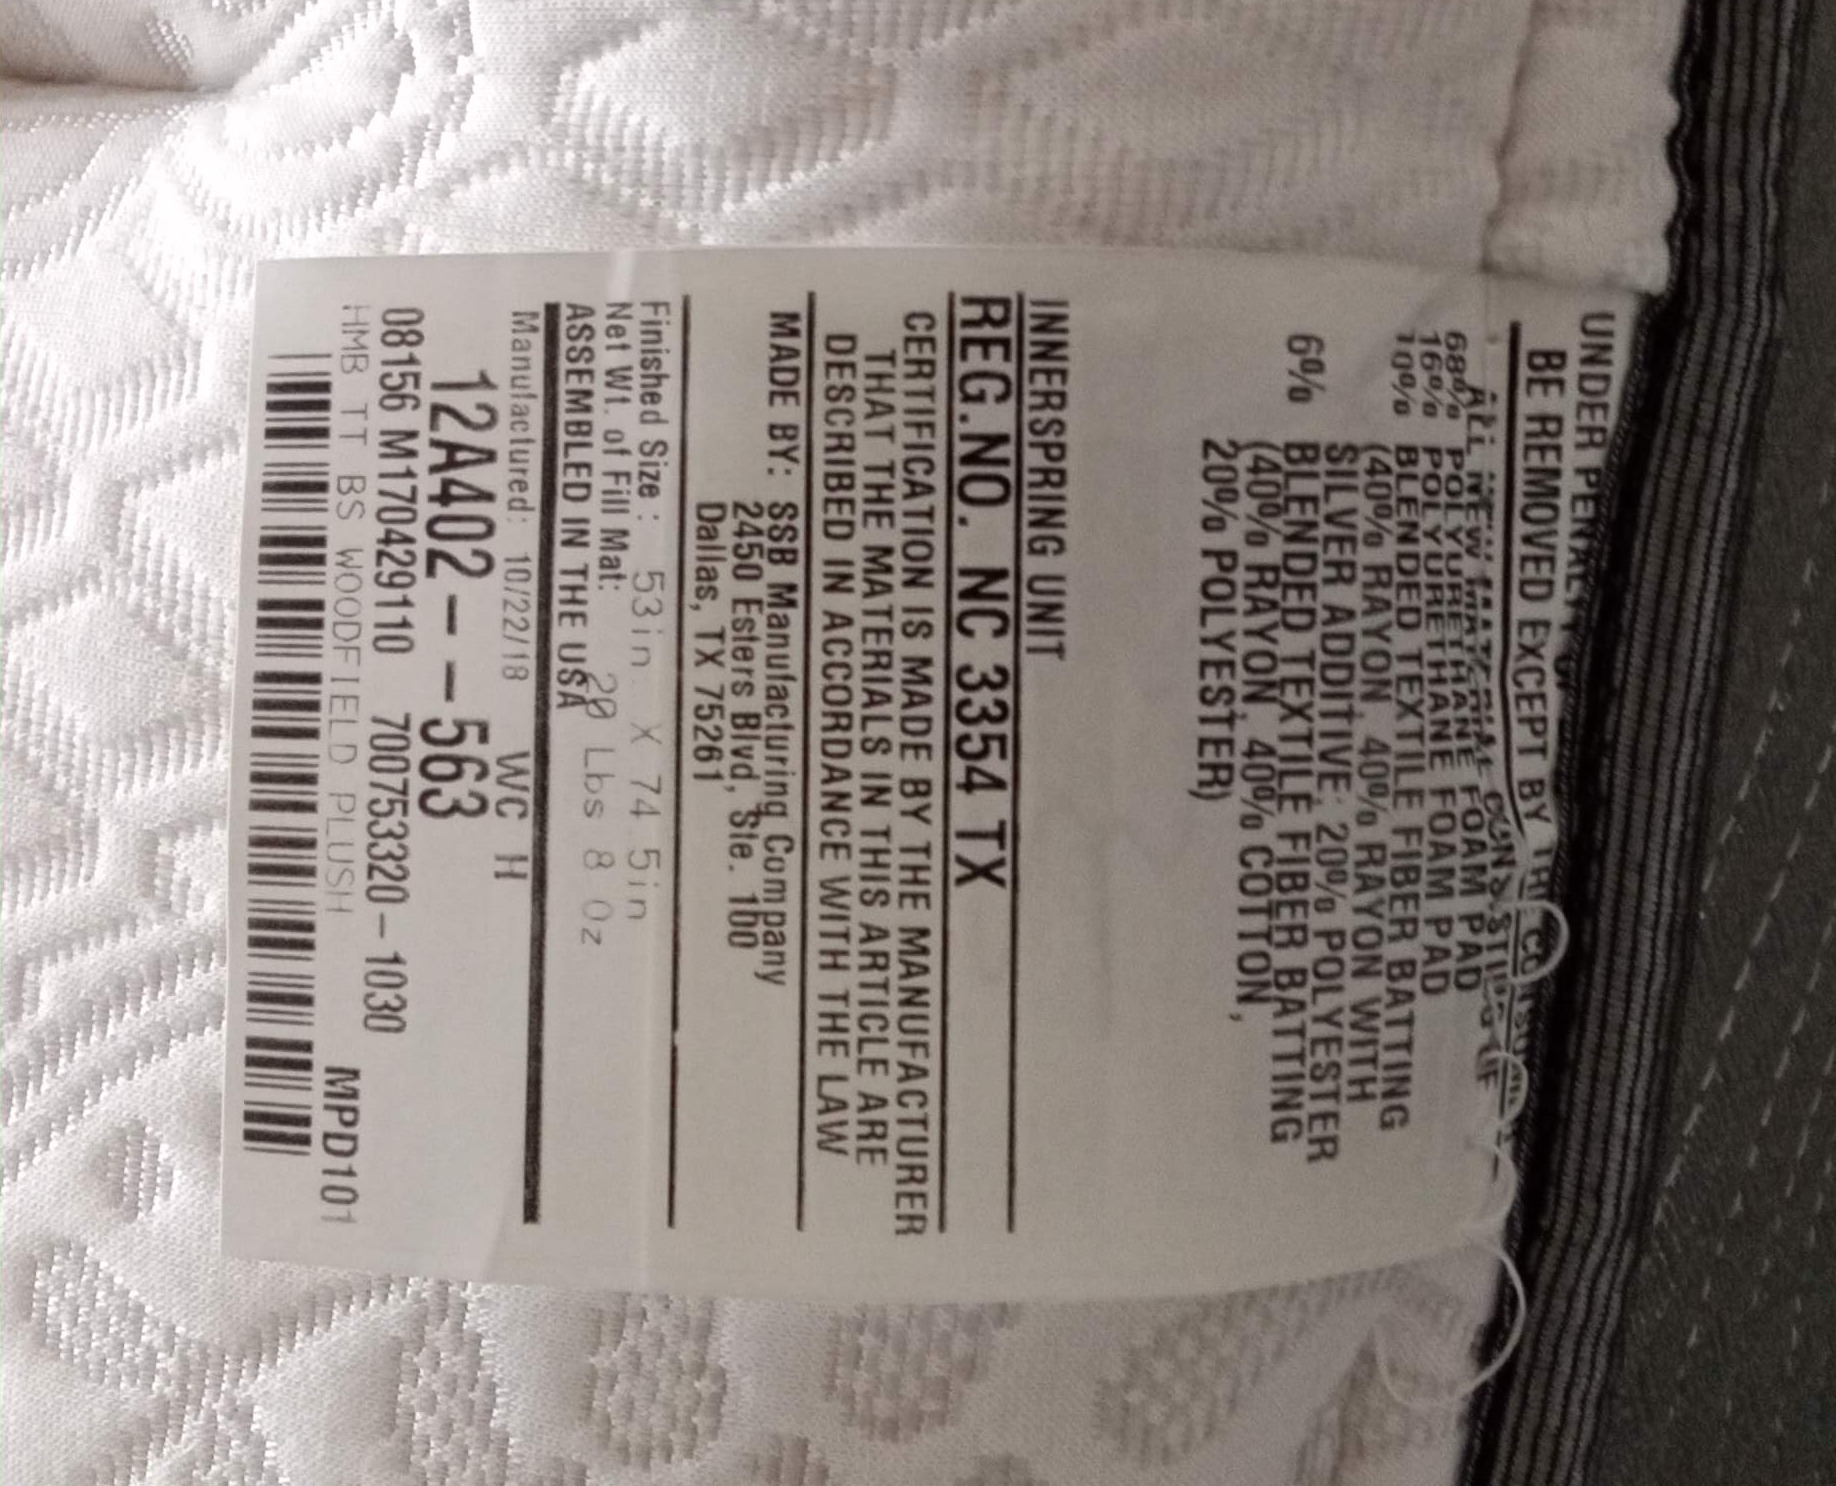 UNDER PENALTY OF
BE REMOVED EXCEPT BY THE CONSUMER
ALL NEW MATERIAL CONSISTING OF
68% POLYURETHANE FOAM PAD
16% POLYURETHANE FOAM PAD
10% BLENDED TEXTILE FIBER BATTING
(40% RAYON, 40% RAYON WITH
SILVER ADDITIVE, 20% POLYESTER
6% BLENDED TEXTILE FIBER BATTING
(40% RAYON, 40% COTTON,
20% POLYESTER)
INNERSPRING UNIT
REG.NO. NC 3354 TX
CERTIFICATION IS MADE BY THE MANUFACTURER
THAT THE MATERIALS IN THIS ARTICLE ARE
DESCRIBED IN ACCORDANCE WITH THE LAW
MADE BY: SSB Manufacturing Company
2450 Esters Blvd, Ste. 100
Dallas, TX 75261
Finished Size: 53in. X 74.5in
Net Wt. of Fill Mat: 20 Lbs 8 Oz
ASSEMBLED IN THE USA
Manufactured: 10/22/18 WC H
12A402--563
08156 M170429110 700753320-1030
HMB TT BS WOODFIELD PLUSH MPD101